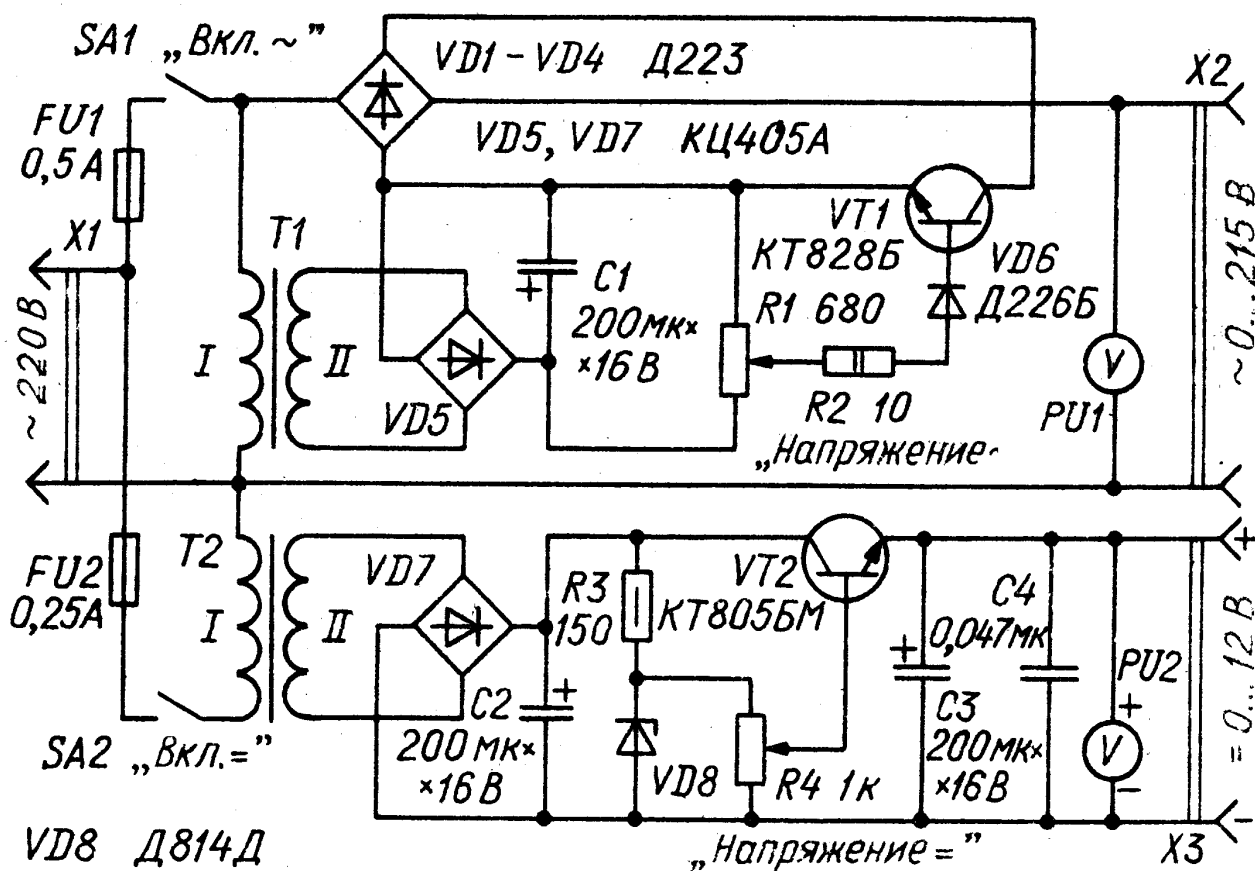 SA1 „Вкл. ~”
VD1 - VD4 Д223
X2
FU1
0,5 А
VD5, VD7 КЦ405А
X1
T1
VT1
КТ828Б
VD6
Д226Б
C1
200мк×
×16 В
R1 680
~220 В
I
II
VD5
R2 10
„Напряжение~
V
PU1
~0...215 В
FU2
0,25А
T2
VD7
R3
150
VT2
КТ805БМ
C4
0,047мк
+
I
II
C2
+
200 мк×
×16 В
+
C3
200мк×
×16 В
PU2
+
V
–
=0...12 В
SA2 „Вкл.=”
VD8
R4 1к
–
VD8 Д814Д
„Напряжение=”
X3